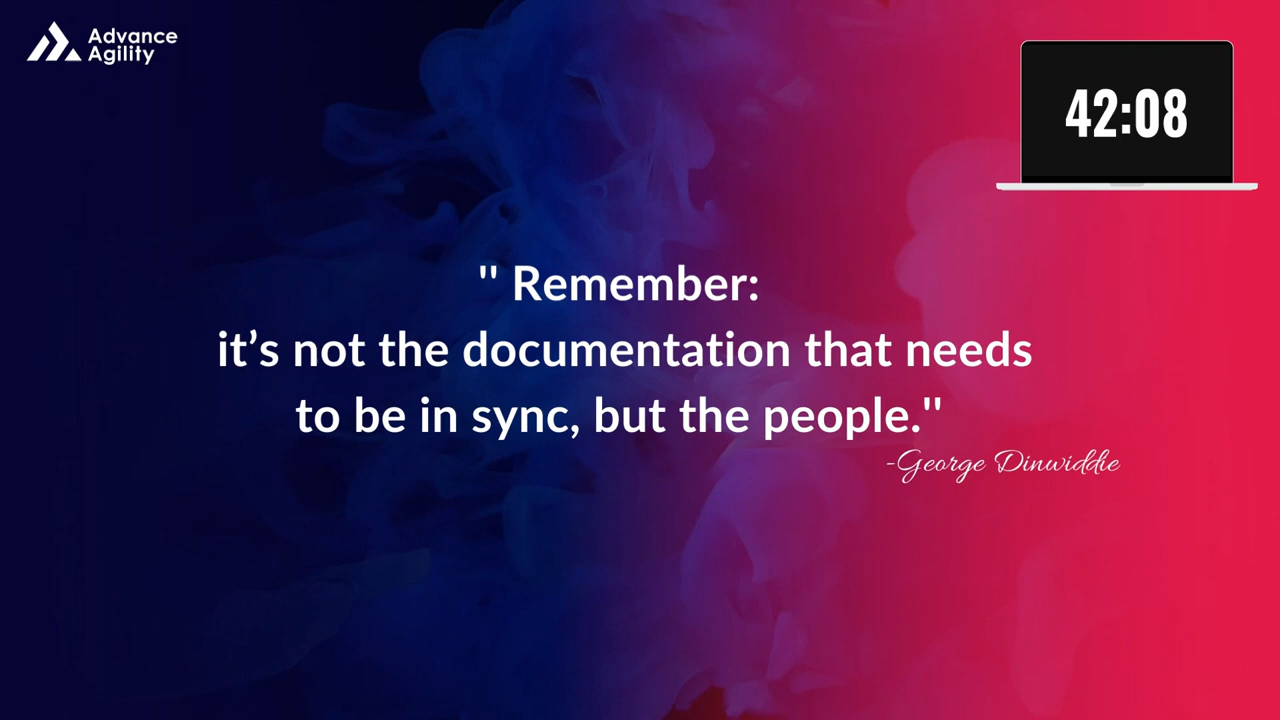 Advance
Agility
42:08
" Remember:
it’s not the documentation that needs
to be in sync, but the people."
-George Dinwiddie